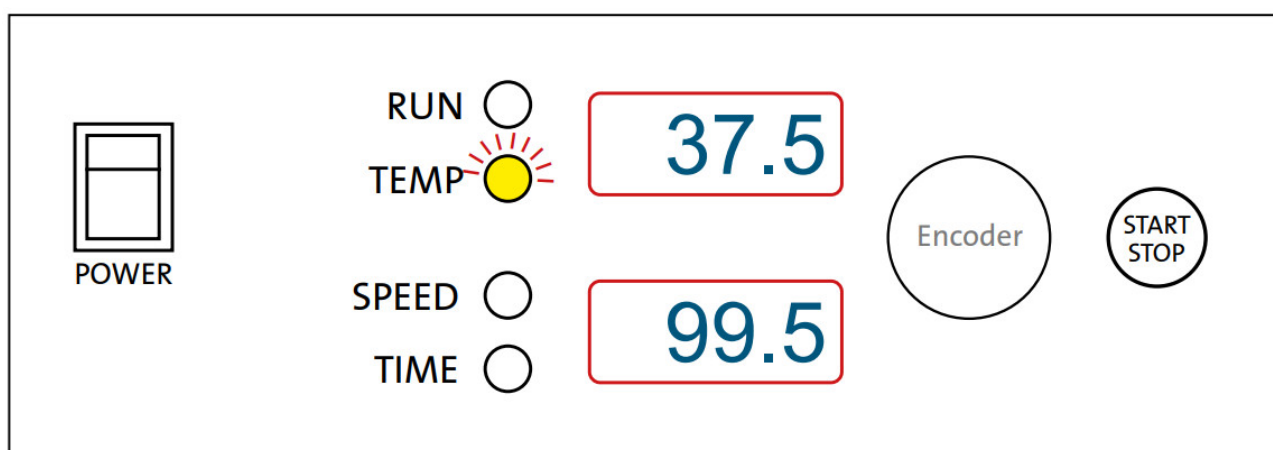 RUN
37.5
TEMP
POWER
Encoder
START
STOP
SPEED
99.5
TIME